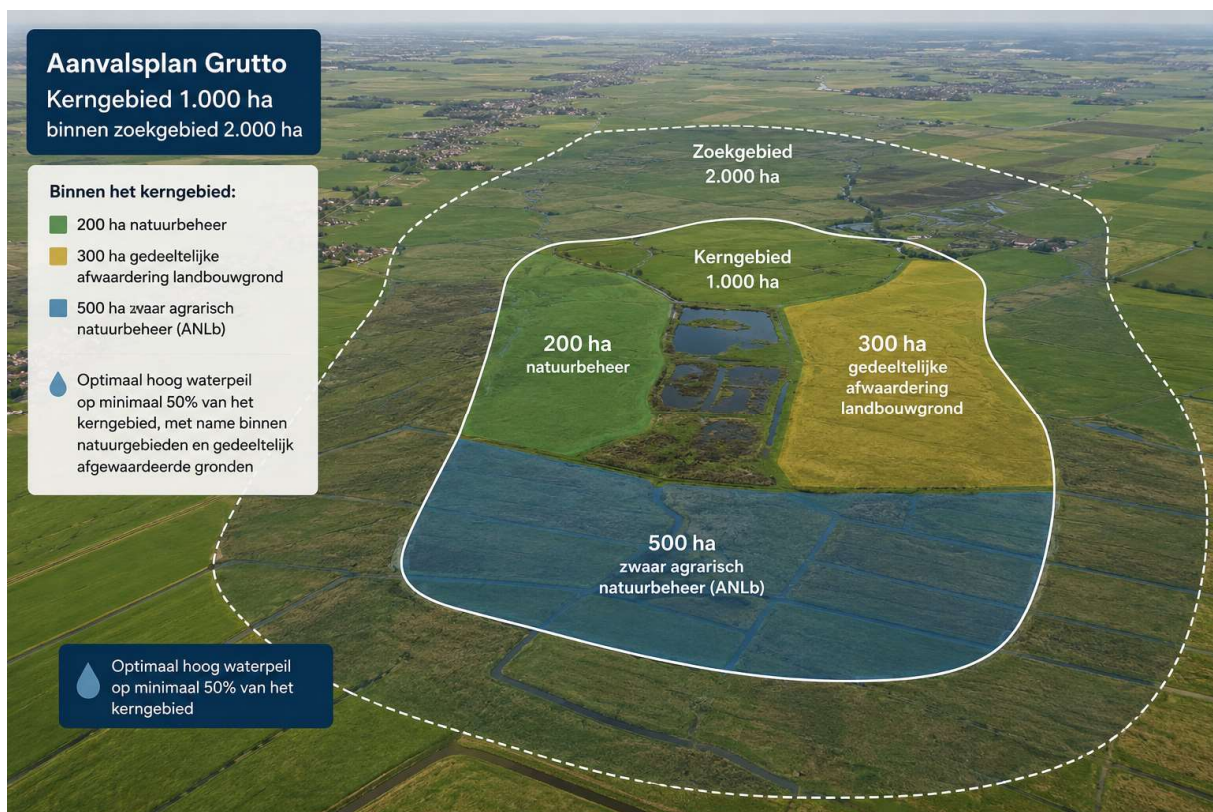 Aanvalsplan Grutto
Kerngebied 1.000 ha
binnen zoekgebied 2.000 ha
Binnen het kerngebied:
200 ha natuurbeheer
300 ha gedeeltelijke
afwaardering landbouwgrond
500 ha zwaar agrarisch
natuurbeheer (ANLb)
Optimaal hoog waterpeil
op minimaal 50% van het
kerngebied, met name binnen
natuurgebieden en gedeeltelijk
afgewaardeerde gronden
Zoekgebied
2.000 ha
Kerngebied
1.000 ha
200 ha
natuurbeheer
300 ha
gedeeltelijke
afwaardering
landbouwgrond
500 ha
zwaar agrarisch
natuurbeheer (ANLb)
Optimaal hoog waterpeil
op minimaal 50% van het
kerngebied